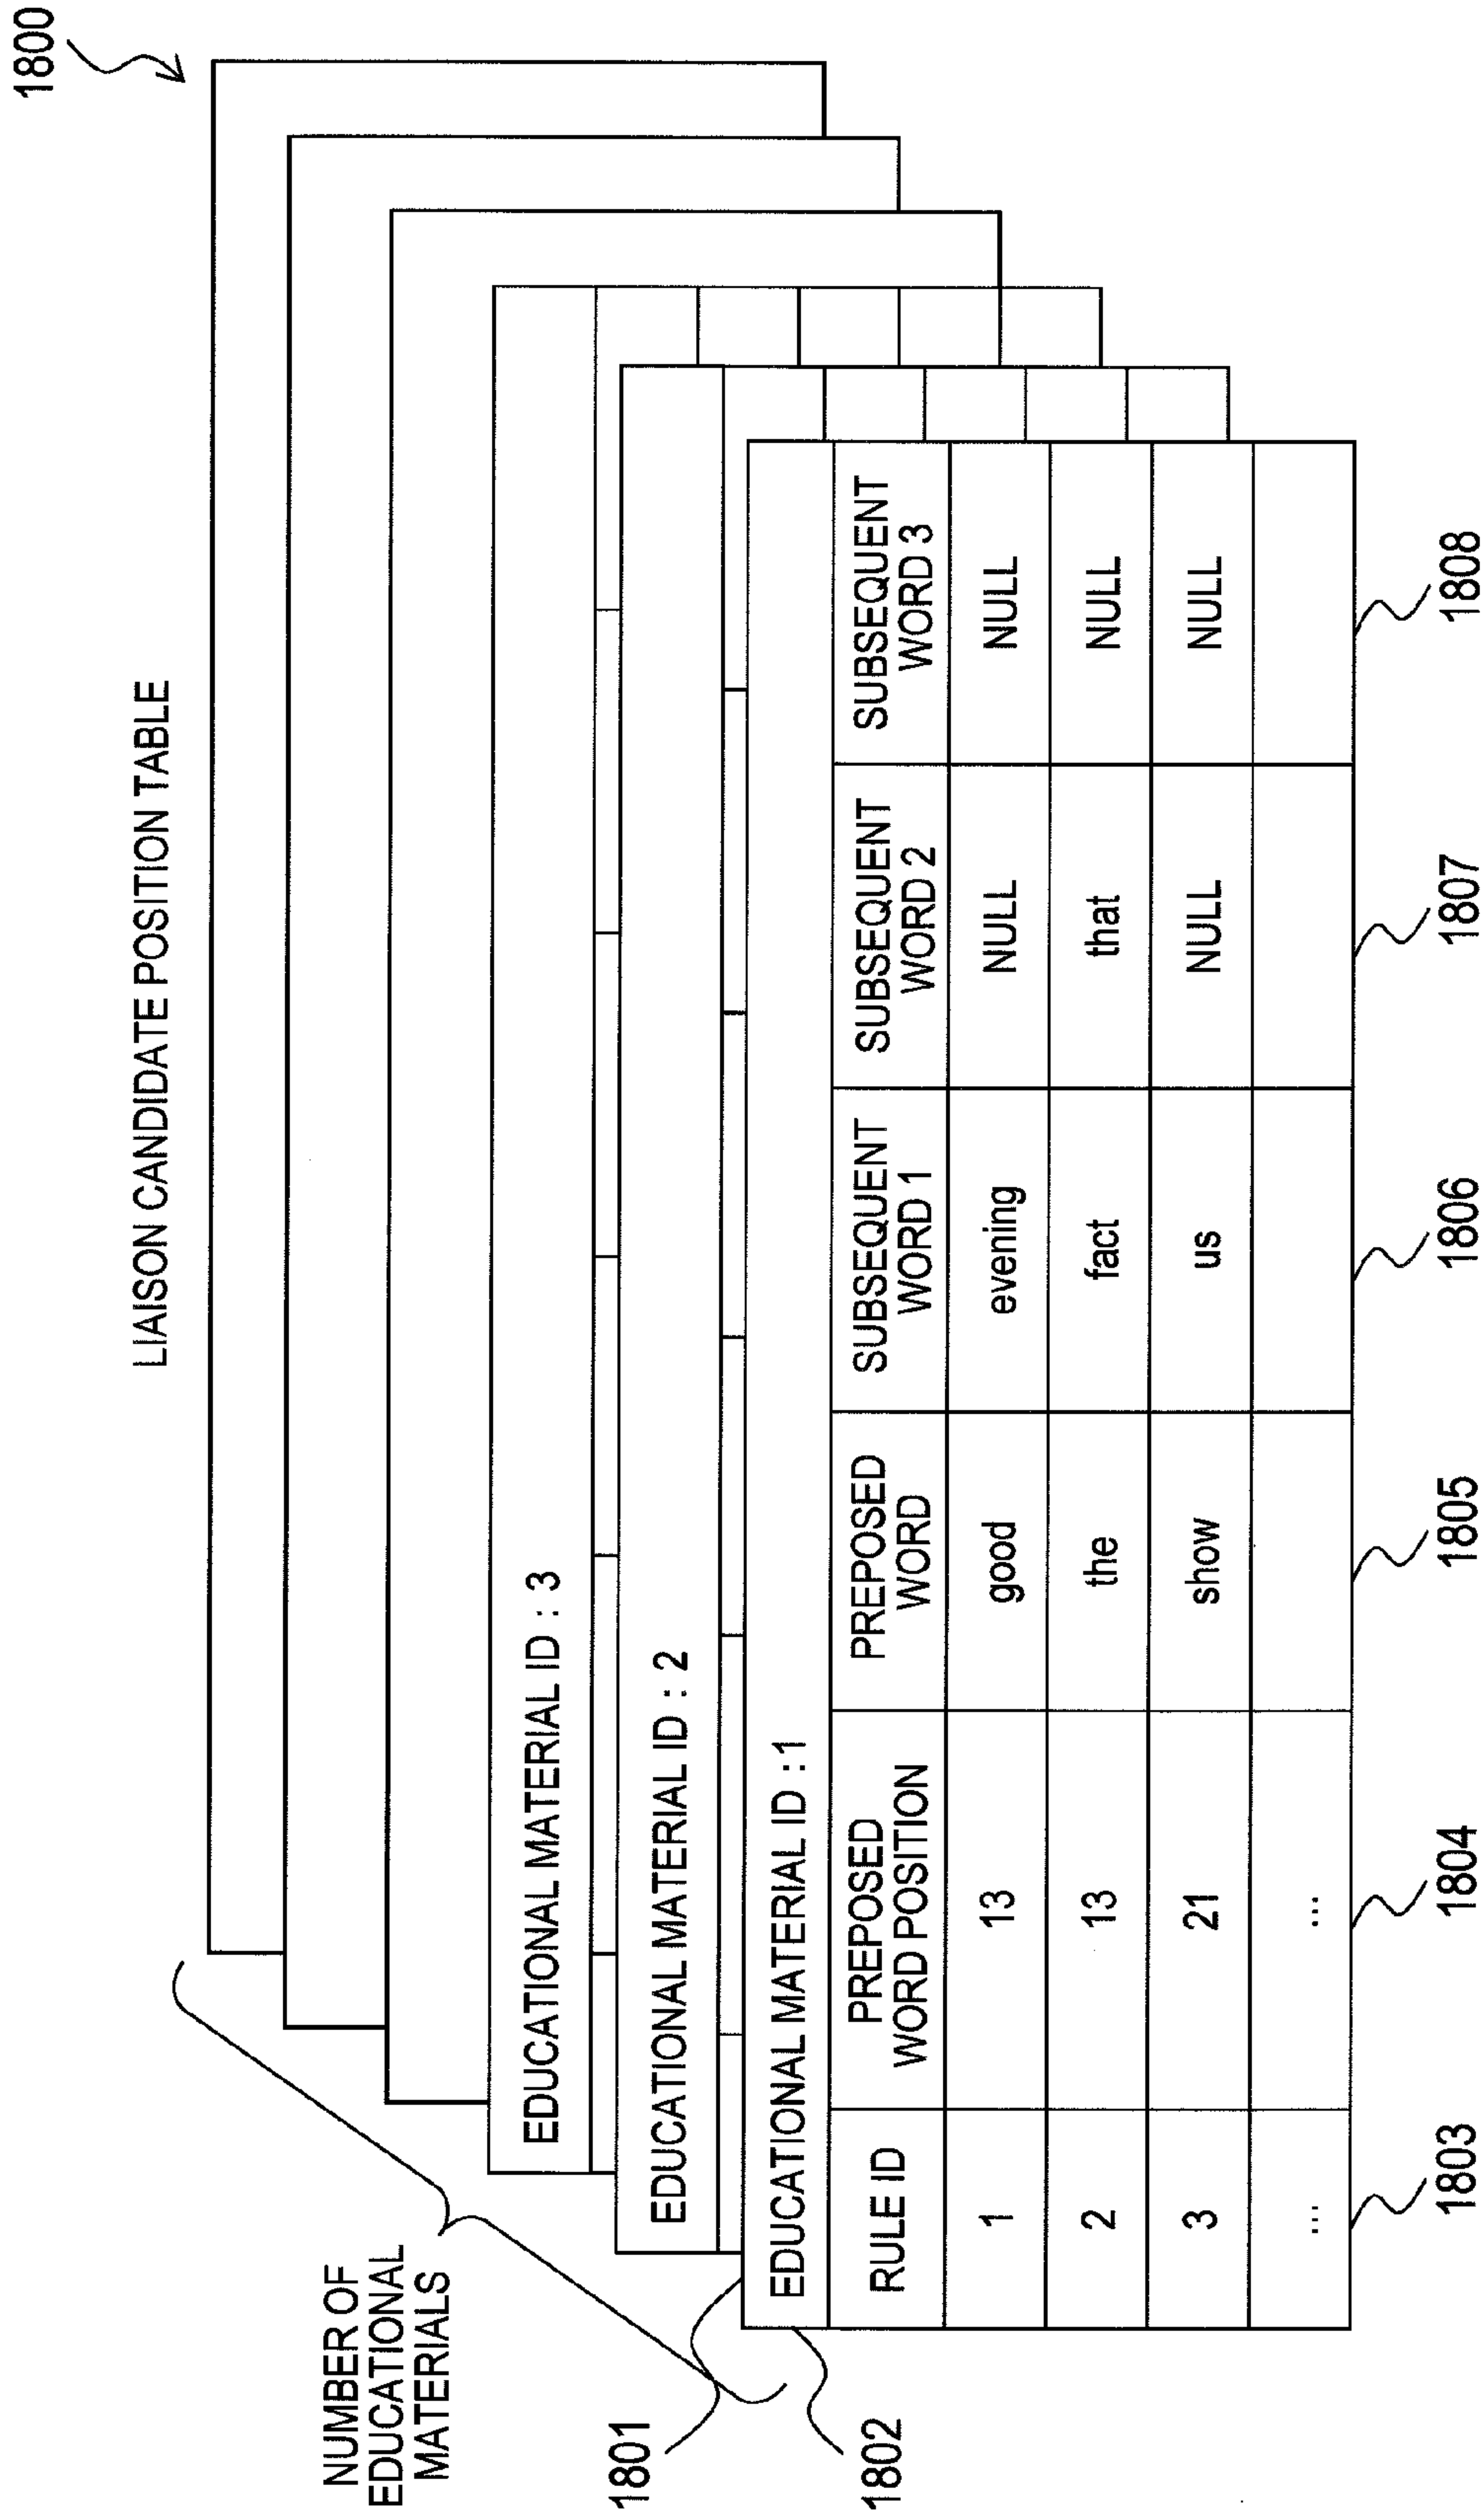 1800
LIAISON CANDIDATE POSITION TABLE
NUMBER OF
EDUCATIONAL
MATERIALS
EDUCATIONAL MATERIAL ID : 3
EDUCATIONAL MATERIAL ID : 2
1801
EDUCATIONAL MATERIAL ID : 1
1802
RULE ID PREPOSED WORD POSITION PREPOSED WORD SUBSEQUENT WORD 1 SUBSEQUENT WORD 2 SUBSEQUENT WORD 3
1 13 good evening NULL NULL
2 13 the fact that NULL
3 21 show us NULL NULL
... ...
1803 1804 1805 1806 1807 1808